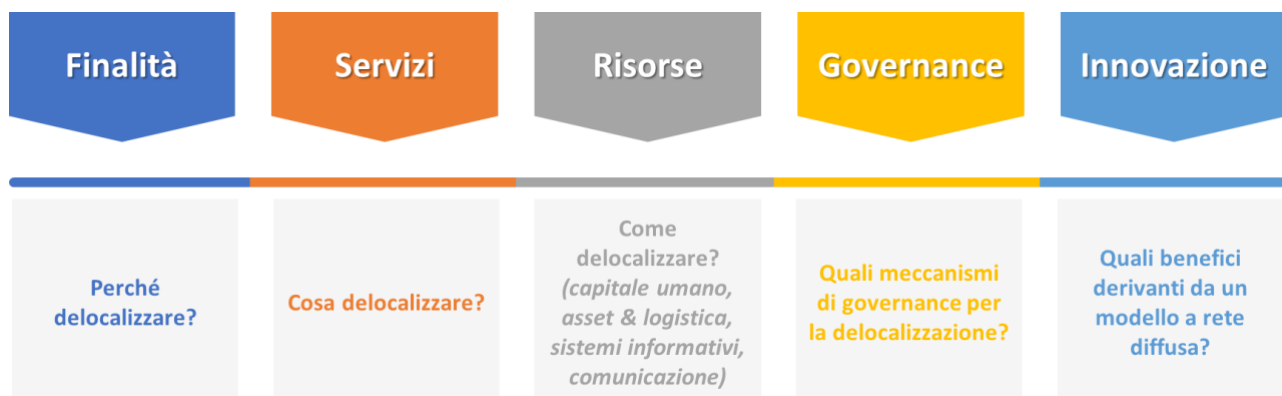 Finalità
Servizi
Risorse
Governance
Innovazione
Perché
delocalizzare?
Cosa delocalizzare?
Come
delocalizzare?
(capitale umano,
asset & logistica,
sistemi informativi,
comunicazione)
Quali meccanismi
di governance per
la delocalizzazione?
Quali benefici
derivanti da un
modello a rete
diffusa?